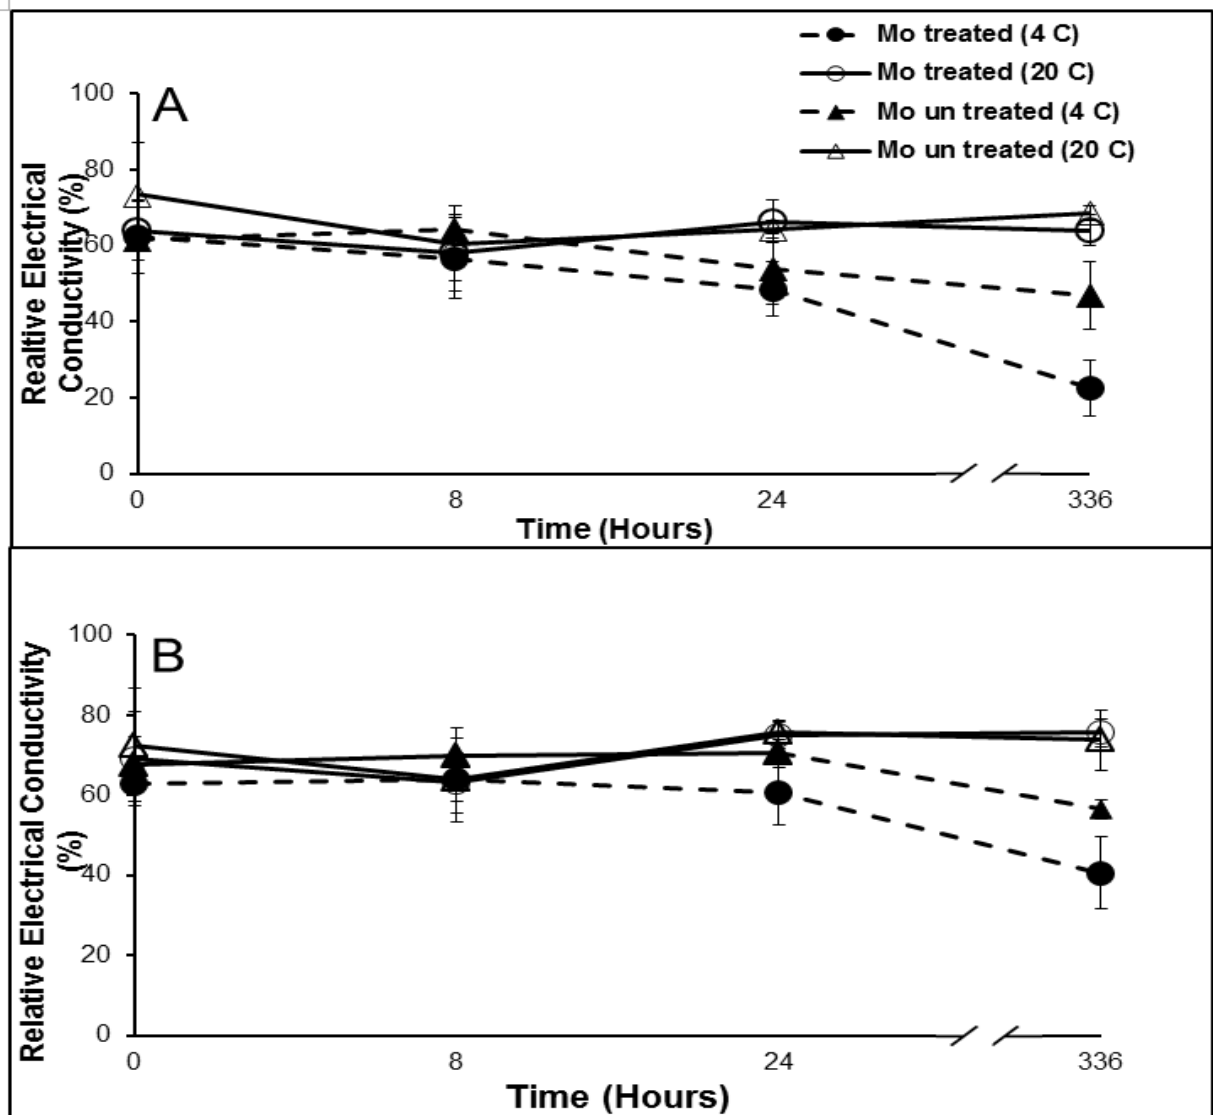 Mo treated (4 C)
Mo treated (20 C)
Mo un treated (4 C)
Mo un treated (20 C)
A
Realtive Electrical
Conductivity (%)
100
80
60
40
20
0
0 8 24 336
Time (Hours)
B
Relative Electrical Conductivity
(%)
100
80
60
40
20
0
0 8 24 336
Time (Hours)